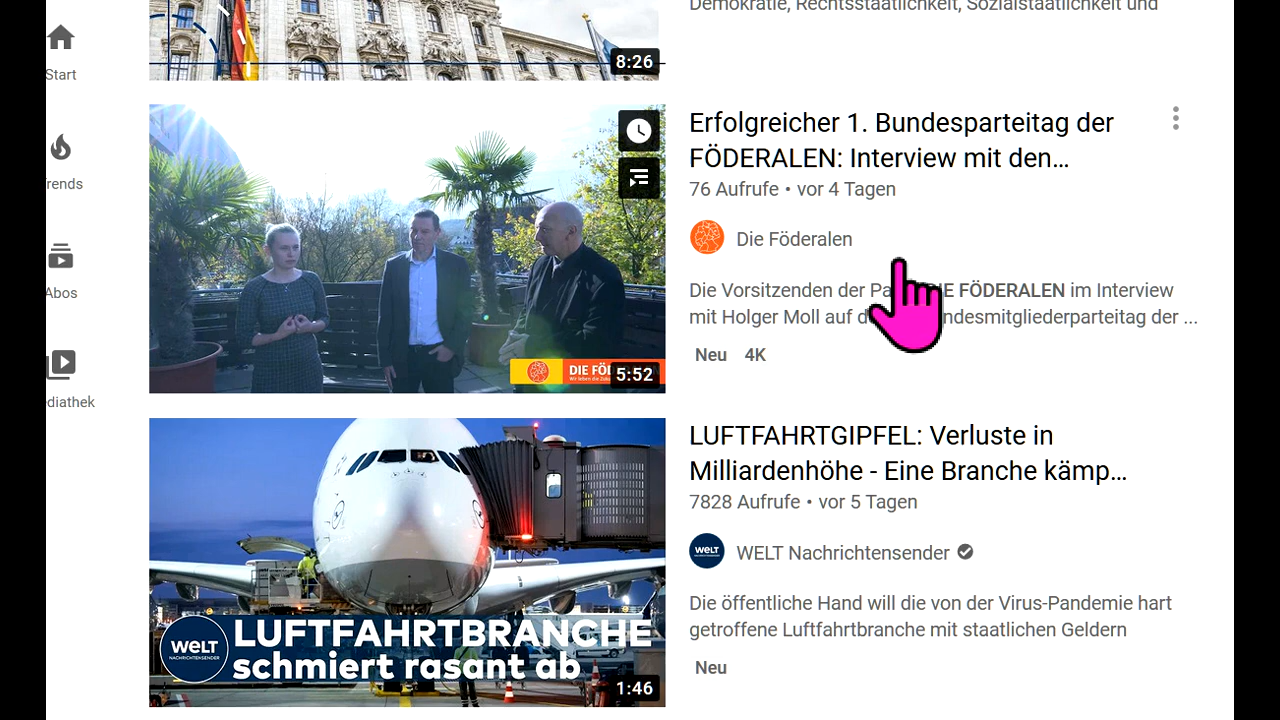 Demokratie, Rechtsstaatlichkeit, Sozialstaatlichkeit und
8:26
Start
rends
Abos
diathek
Erfolgreicher 1. Bundesparteitag der
FÖDERALEN: Interview mit den...
76 Aufrufe • vor 4 Tagen
Die Föderalen
Die Vorsitzenden der FÖDERALEN im Interview
mit Holger Moll auf ndesmitgliederparteitag der ...
Neu 4K
DIE FÖ
5:52
LUFTFAHRTGIPFEL: Verluste in
Milliardenhöhe - Eine Branche kämp...
7828 Aufrufe • vor 5 Tagen
WELT Nachrichtensender
Die öffentliche Hand will die von der Virus-Pandemie hart
getroffene Luftfahrtbranche mit staatlichen Geldern
Neu
welt
NACHRICHTENSENDER
LUFTFAHRTBRANCHE
schmiert rasant ab
1:46